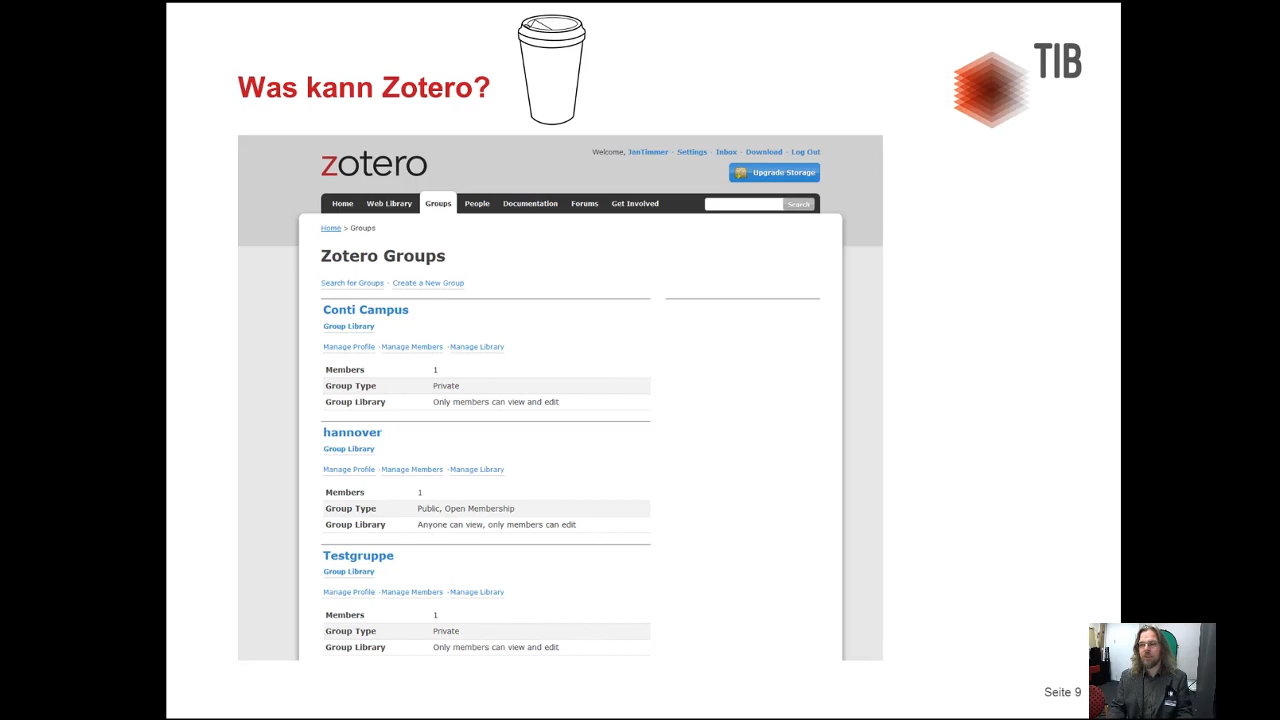 Was kann Zotero?
TIB
zotero
Welcome, JanTimmer · Settings · Inbox · Download · Log Out
Upgrade Storage
Home Web Library Groups People Documentation Forums Get Involved Search
Home > Groups
Zotero Groups
Search for Groups · Create a New Group
Conti Campus
Group Library
Manage Profile ·Manage Members ·Manage Library
Members 1
Group Type Private
Group Library Only members can view and edit
hannover
Group Library
Manage Profile ·Manage Members ·Manage Library
Members 1
Group Type Public, Open Membership
Group Library Anyone can view, only members can edit
Testgruppe
Group Library
Manage Profile ·Manage Members ·Manage Library
Members 1
Group Type Private
Group Library Only members can view and edit
Seite 9